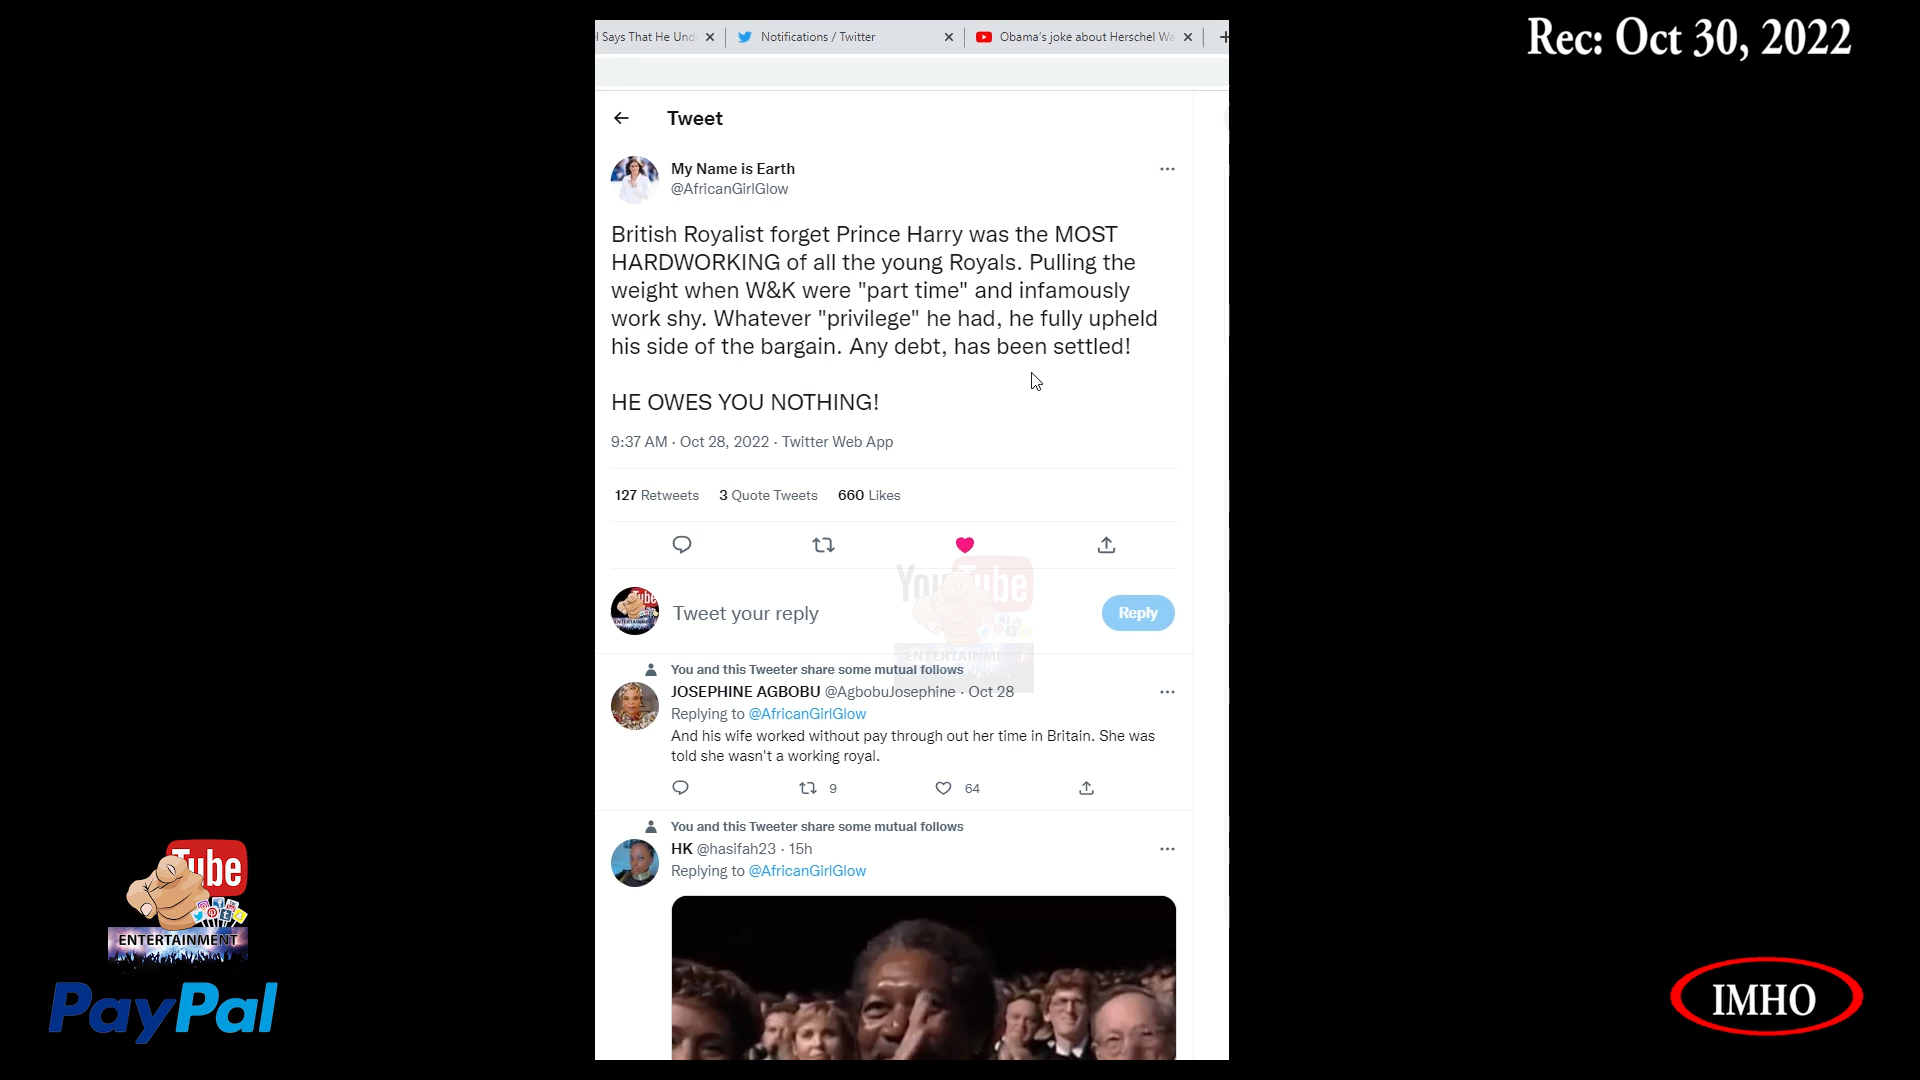 Rec: Oct 30, 2022
l Says That He Und
Notifications / Twitter
Obama's joke about Herschel Wa
Tweet
My Name is Earth
@AfricanGirlGlow
British Royalist forget Prince Harry was the MOST
HARDWORKING of all the young Royals. Pulling the
weight when W&K were "part time" and infamously
work shy. Whatever "privilege" he had, he fully upheld
his side of the bargain. Any debt, has been settled!
HE OWES YOU NOTHING!
9:37 AM · Oct 28, 2022 · Twitter Web App
127 Retweets 3 Quote Tweets 660 Likes
YouTube
ENTERTAINMENT
Tube
ENTERTAINMENT
Tweet your reply
Reply
You and this Tweeter share some mutual follows
JOSEPHINE AGBOBU @AgbobuJosephine · Oct 28
Replying to @AfricanGirlGlow
And his wife worked without pay through out her time in Britain. She was
told she wasn't a working royal.
9 64
You and this Tweeter share some mutual follows
HK @hasifah23 · 15h
Replying to @AfricanGirlGlow
Tube
ENTERTAINMENT
PayPal
IMHO